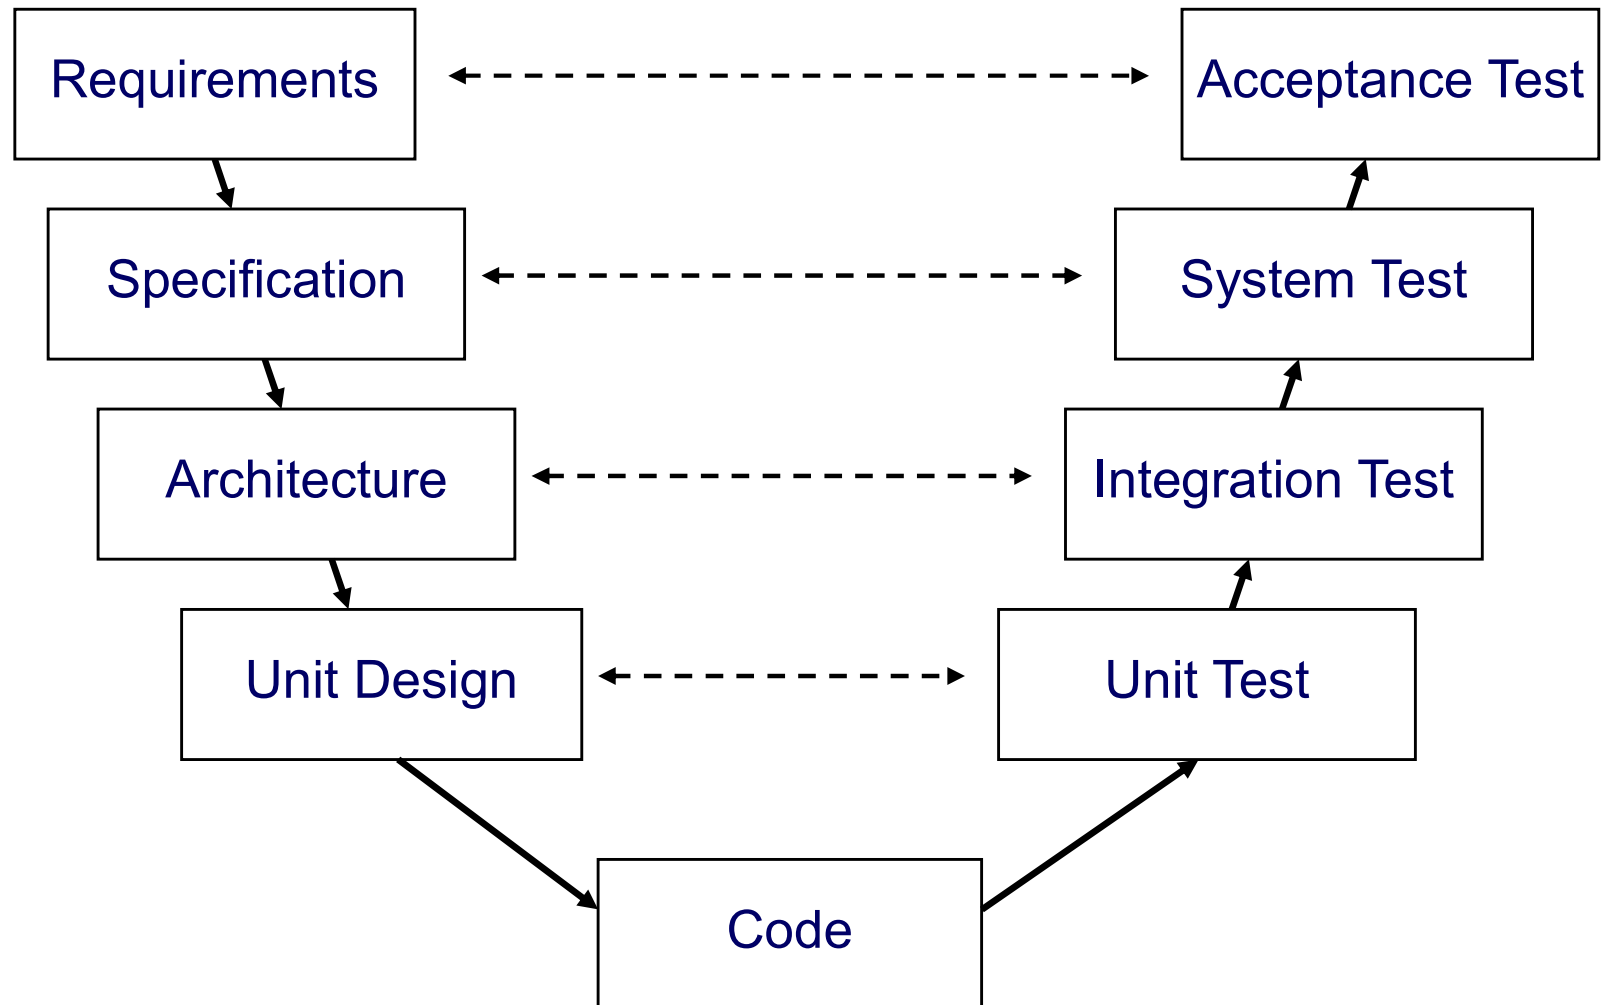 Requirements
Acceptance Test
Specification
System Test
Architecture
Integration Test
Unit Design
Unit Test
Code